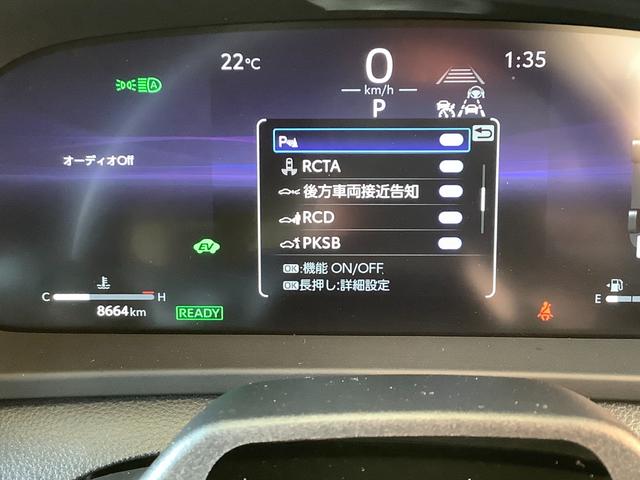 22℃
0
1:35
km/h
A
P
オーディオOff
P
RCTA
後方車両接近告知
RCD
PKSB
EV
OK:機能 ON/OFF
OK長押し:詳細設定
C H
E
8664 km
READY